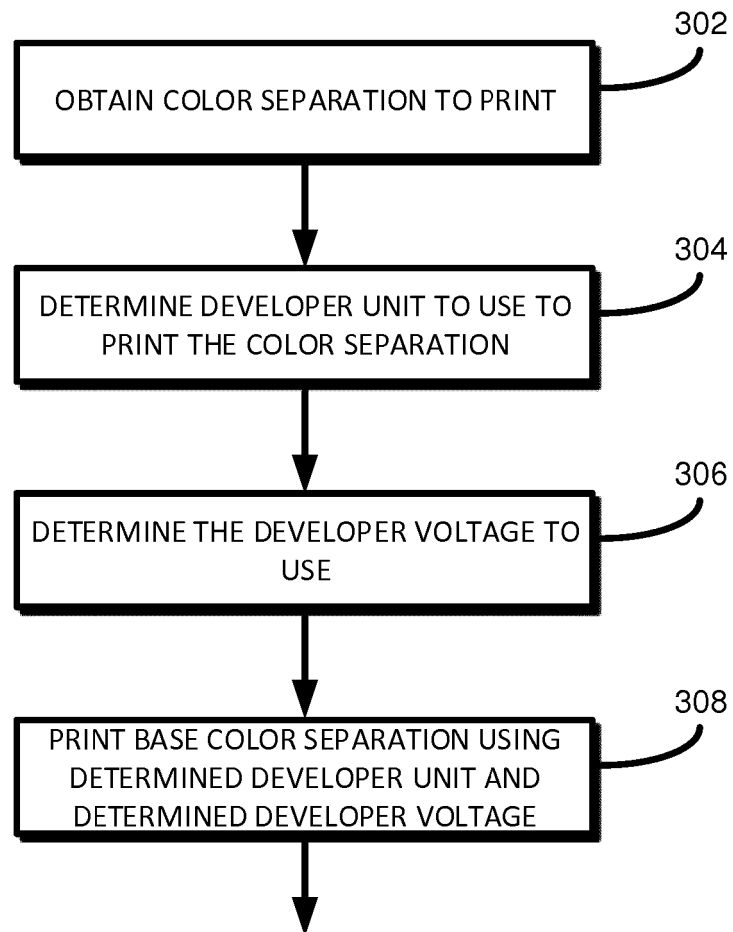 302
OBTAIN COLOR SEPARATION TO PRINT
304
DETERMINE DEVELOPER UNIT TO USE TO
PRINT THE COLOR SEPARATION
306
DETERMINE THE DEVELOPER VOLTAGE TO
USE
308
PRINT BASE COLOR SEPARATION USING
DETERMINED DEVELOPER UNIT AND
DETERMINED DEVELOPER VOLTAGE